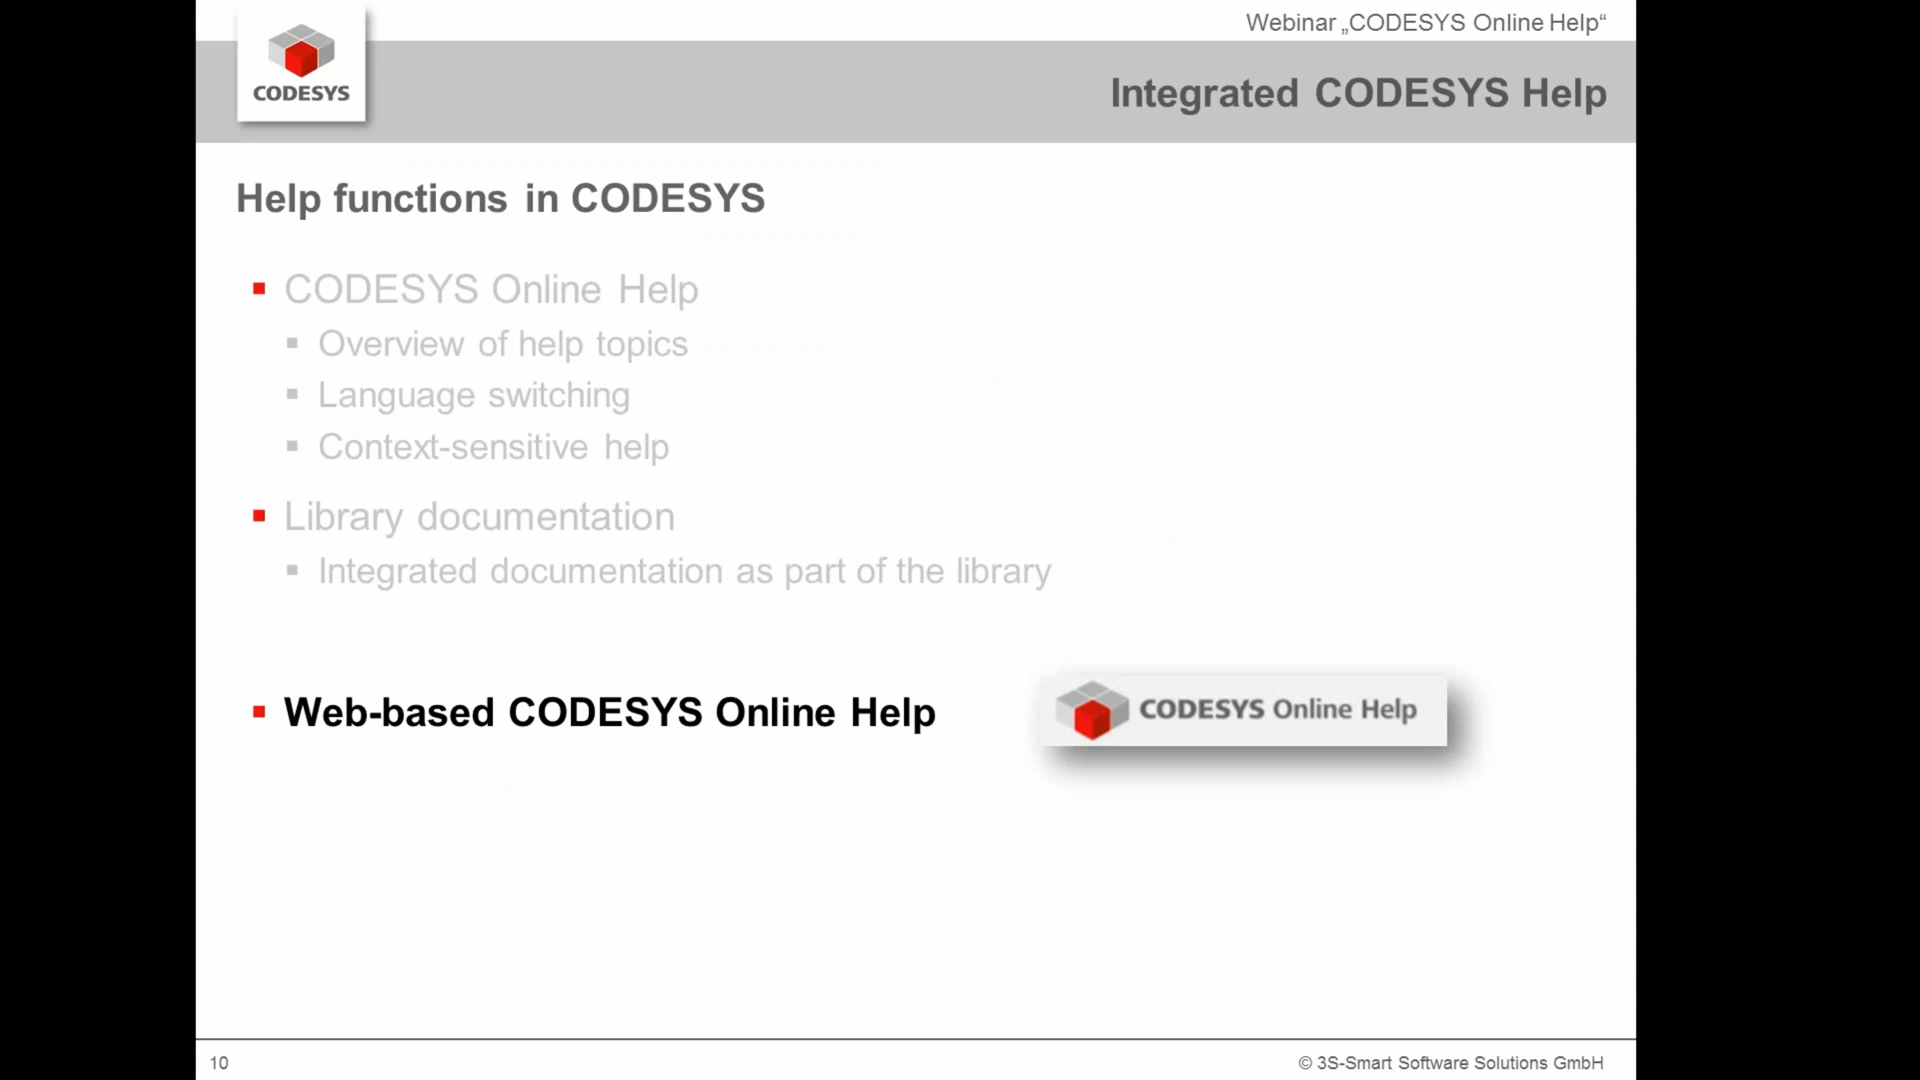 Webinar „CODESYS Online Help“
CODESYS
Integrated CODESYS Help
Help functions in CODESYS
CODESYS Online Help
Overview of help topics
Language switching
Context-sensitive help
Library documentation
Integrated documentation as part of the library
Web-based CODESYS Online Help
CODESYS Online Help
10
© 3S-Smart Software Solutions GmbH